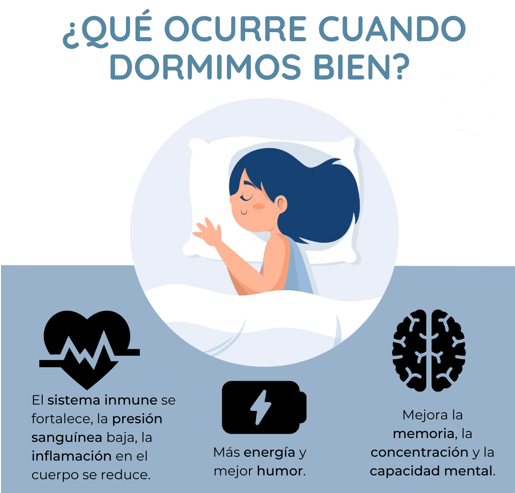 ¿QUÉ OCURRE CUANDO
DORMIMOS BIEN?
El sistema inmune se
fortalece, la presión
sanguínea baja, la
inflamación en el
cuerpo se reduce.
Más energía y
mejor humor.
Mejora la
memoria, la
concentración y la
capacidad mental.